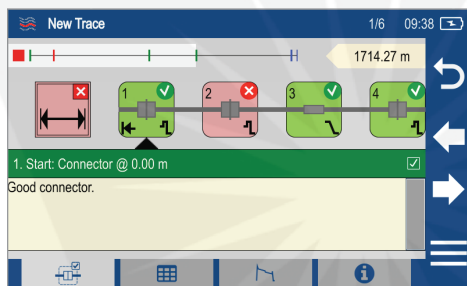 New Trace
1/6
09:38
1714.27 m
1
2
3
4
1. Start: Connector @ 0.00 m
Good connector.